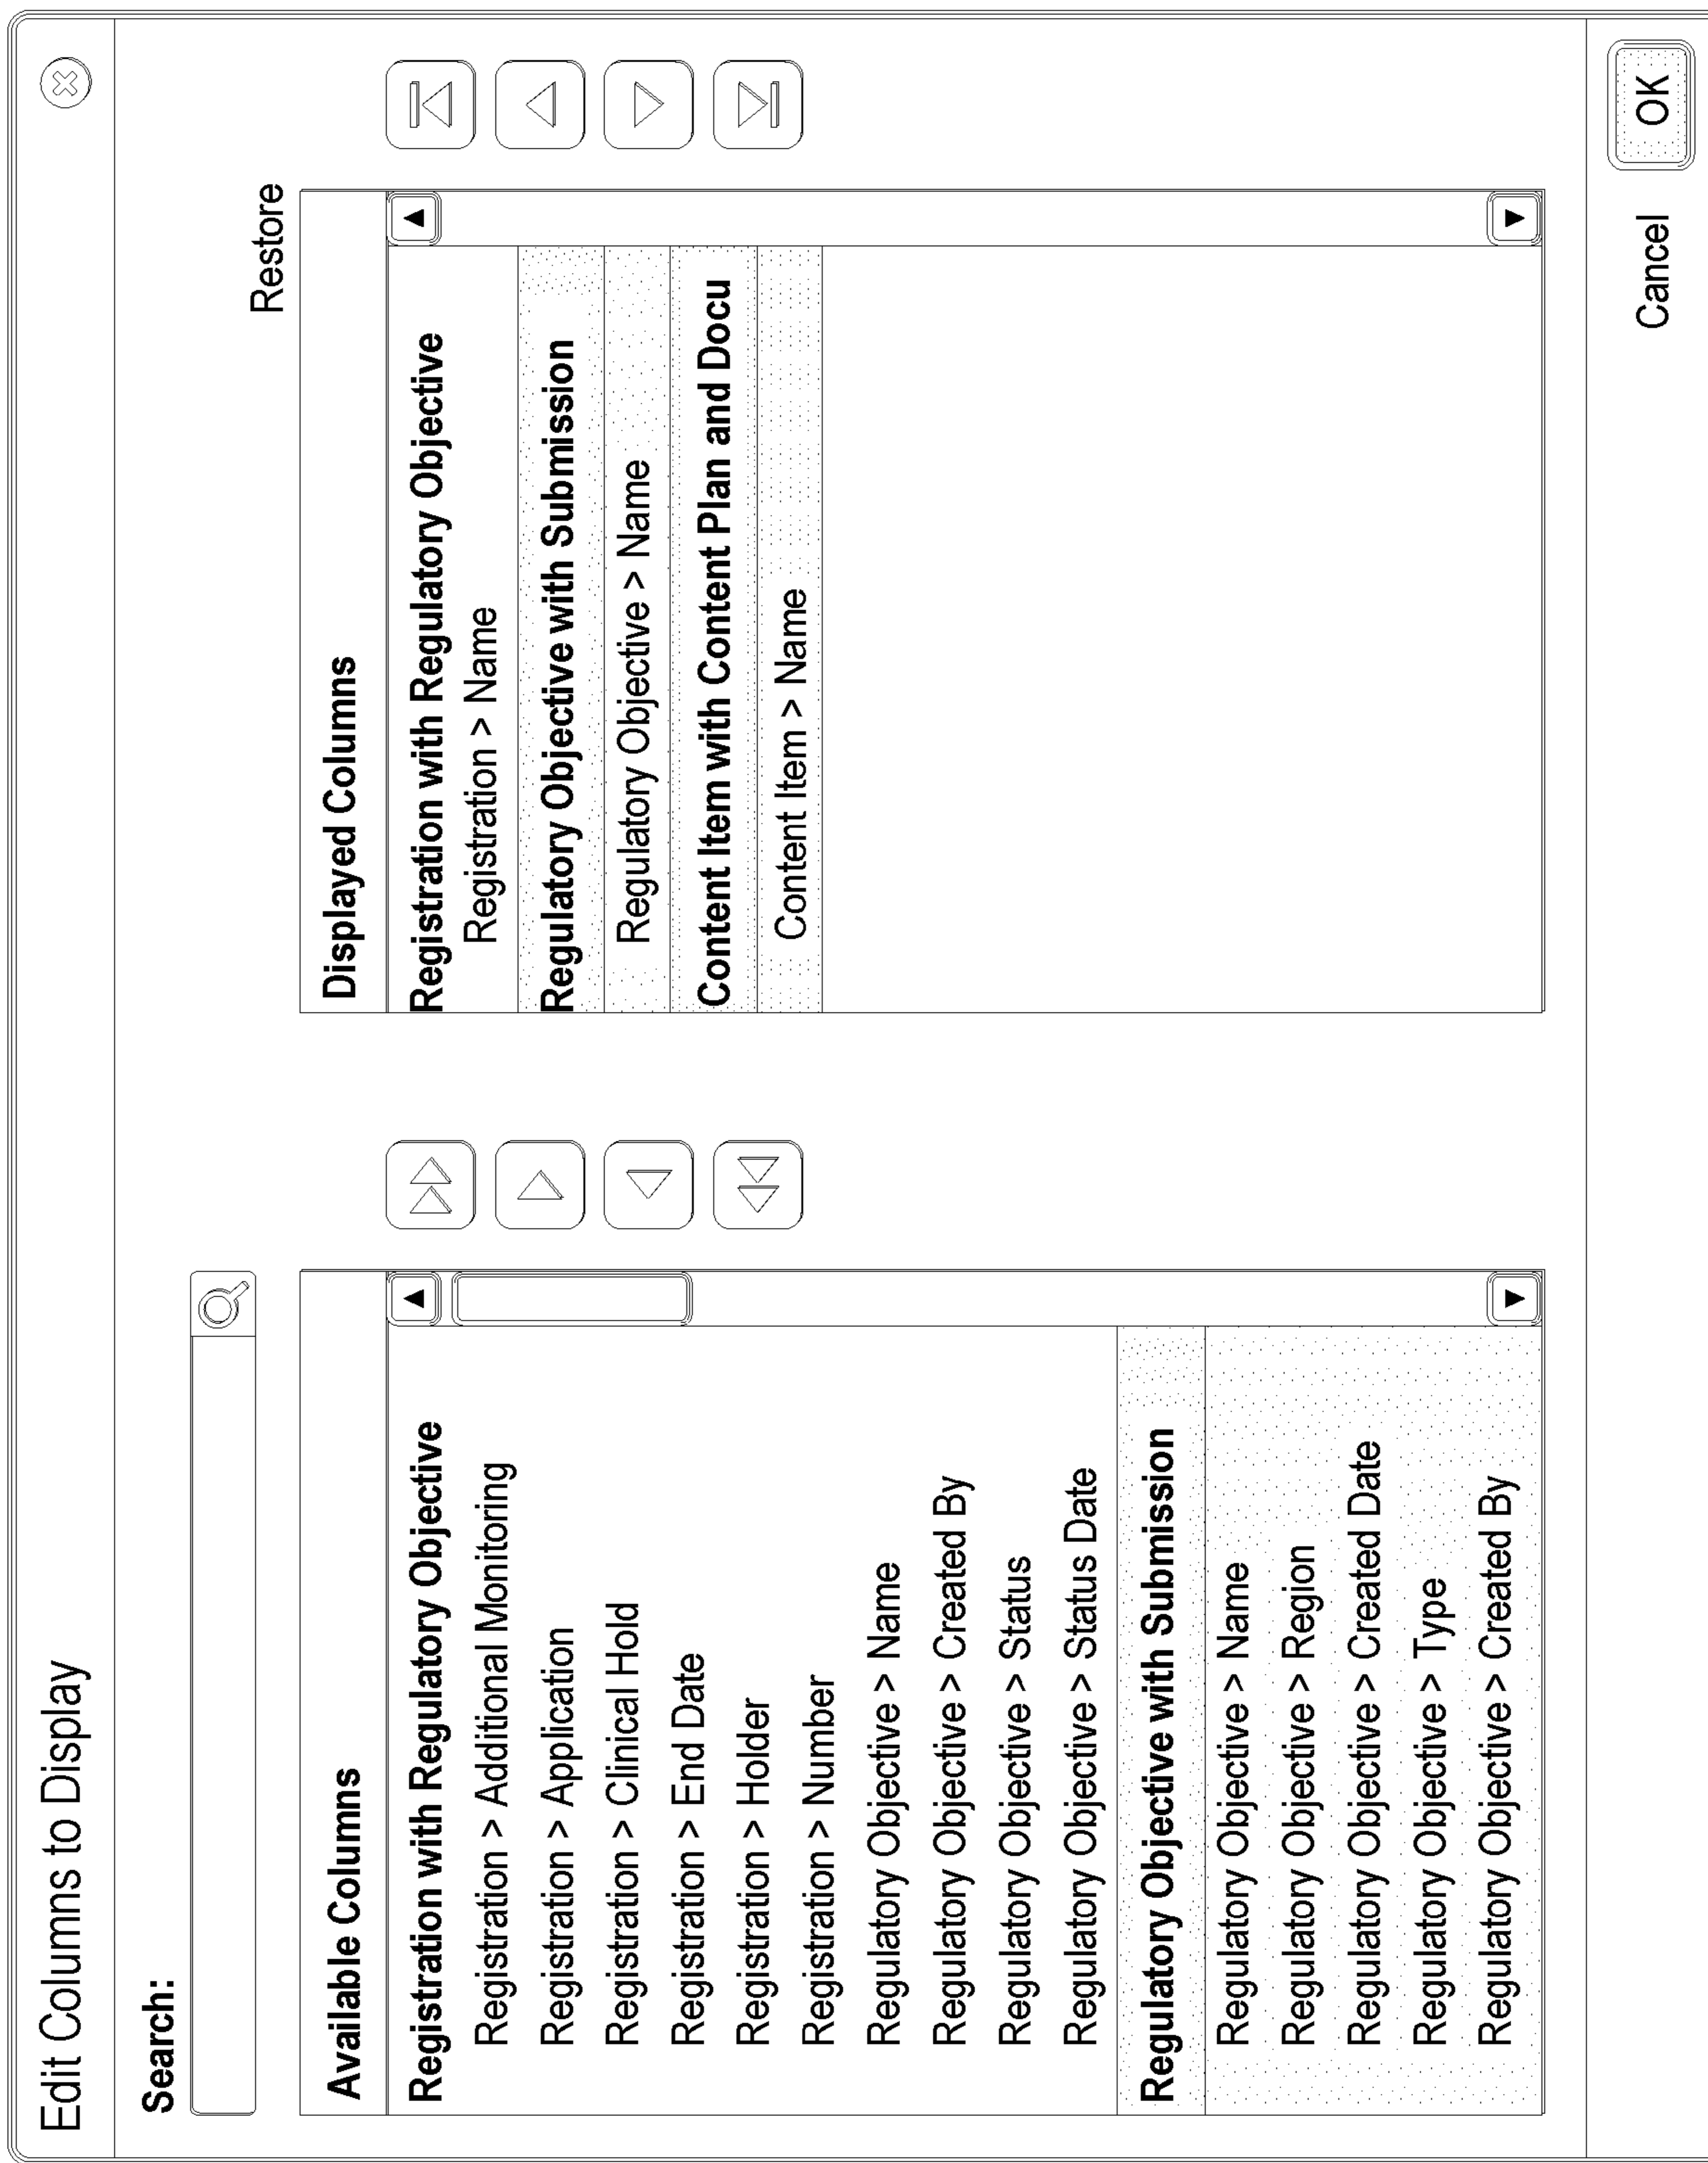 Edit Columns to Display
Search:
Restore
Available Columns
Registration with Regulatory Objective
Registration > Additional Monitoring
Registration > Application
Registration > Clinical Hold
Registration > End Date
Registration > Holder
Registration > Number
Regulatory Objective > Name
Regulatory Objective > Created By
Regulatory Objective > Status
Regulatory Objective > Status Date
Regulatory Objective with Submission
Regulatory Objective > Name
Regulatory Objective > Region
Regulatory Objective > Created Date
Regulatory Objective > Type
Regulatory Objective > Created By
Displayed Columns
Registration with Regulatory Objective
Registration > Name
Regulatory Objective with Submission
Regulatory Objective > Name
Content Item with Content Plan and Docu
Content Item > Name
Cancel
OK